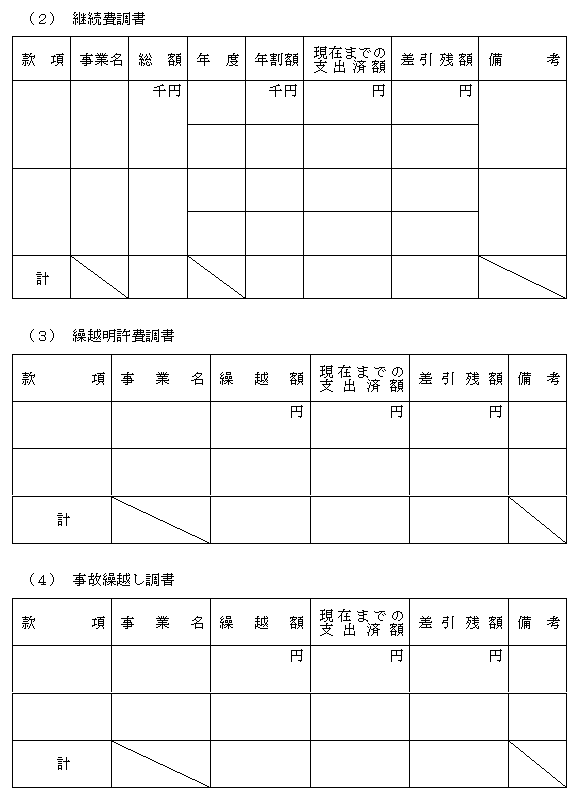 （２）　継続費調書
款　項　事業名　総　額　年　度　年割額　現在までの支出済額　差引残額　備　考
千円　千円　円　円
計
（３）　繰越明許費調書
款　項　事　業　名　繰　越　額　現在までの支出済額　差引残額　備　考
円　円　円
計
（４）　事故繰越し調書
款　項　事　業　名　繰　越　額　現在までの支出済額　差引残額　備　考
円　円　円
計